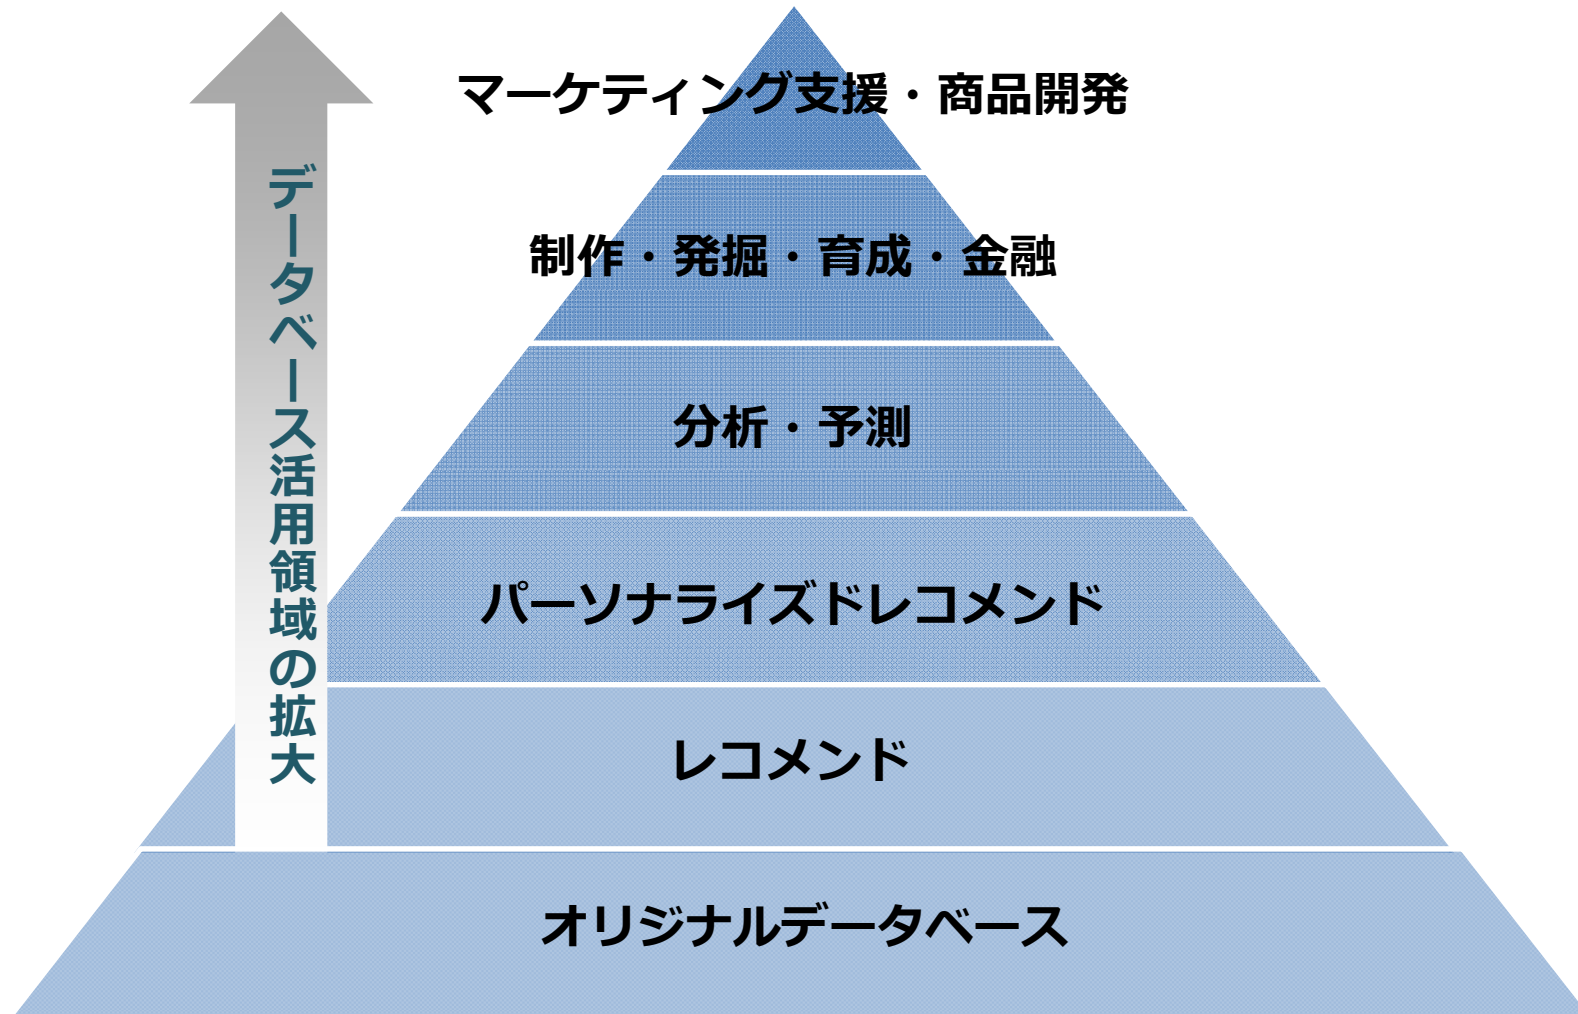 マーケティング支援・商品開発
制作・発掘・育成・金融
分析・予測
パーソナライズドレコメンド
レコメンド
オリジナルデータベース
データベース活用領域の拡大